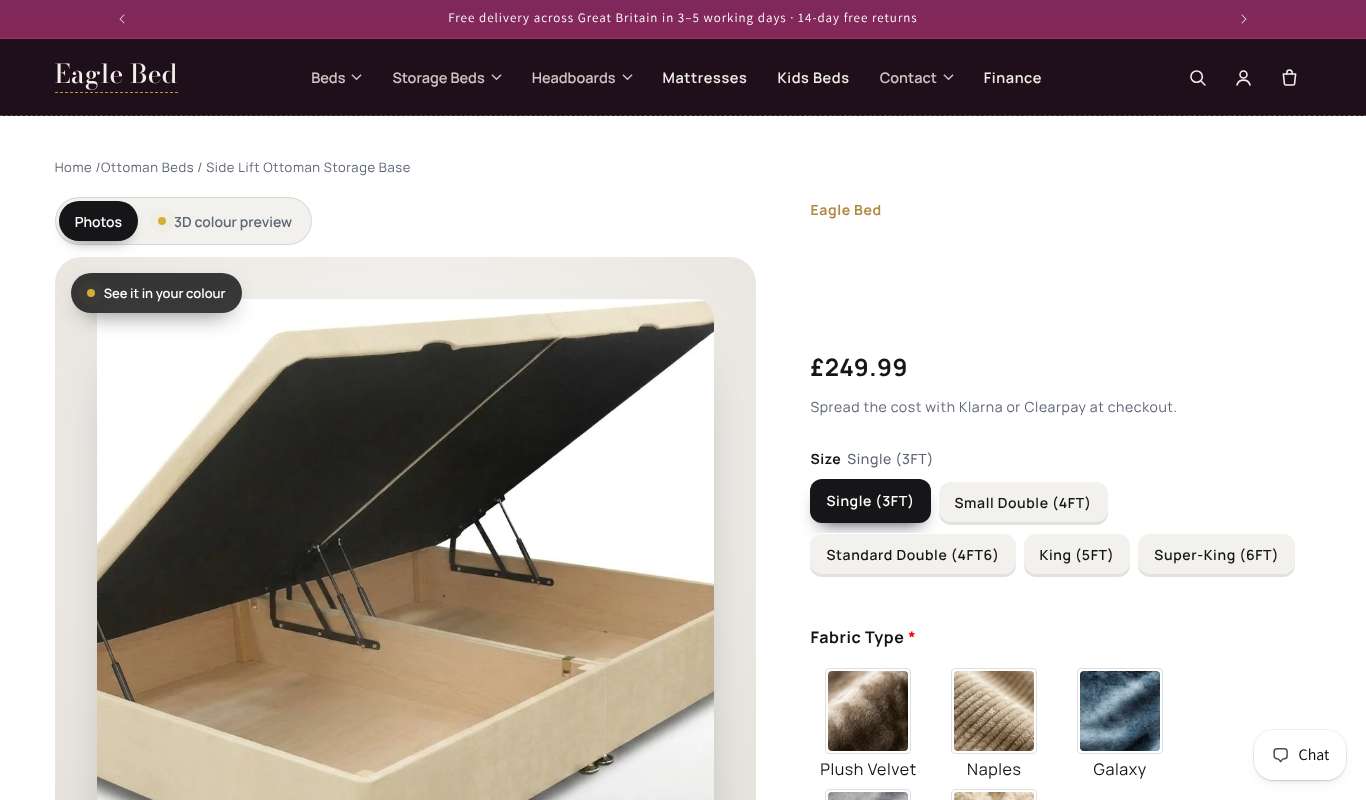 Free delivery across Great Britain in 3–5 working days · 14-day free returns
Eagle Bed
Beds
Storage Beds
Headboards
Mattresses
Kids Beds
Contact
Finance
Home /Ottoman Beds / Side Lift Ottoman Storage Base
Photos
3D colour preview
See it in your colour
Eagle Bed
£249.99
Spread the cost with Klarna or Clearpay at checkout.
Size Single (3FT)
Single (3FT)
Small Double (4FT)
Standard Double (4FT6)
King (5FT)
Super-King (6FT)
Fabric Type *
Plush Velvet
Naples
Galaxy
Chat